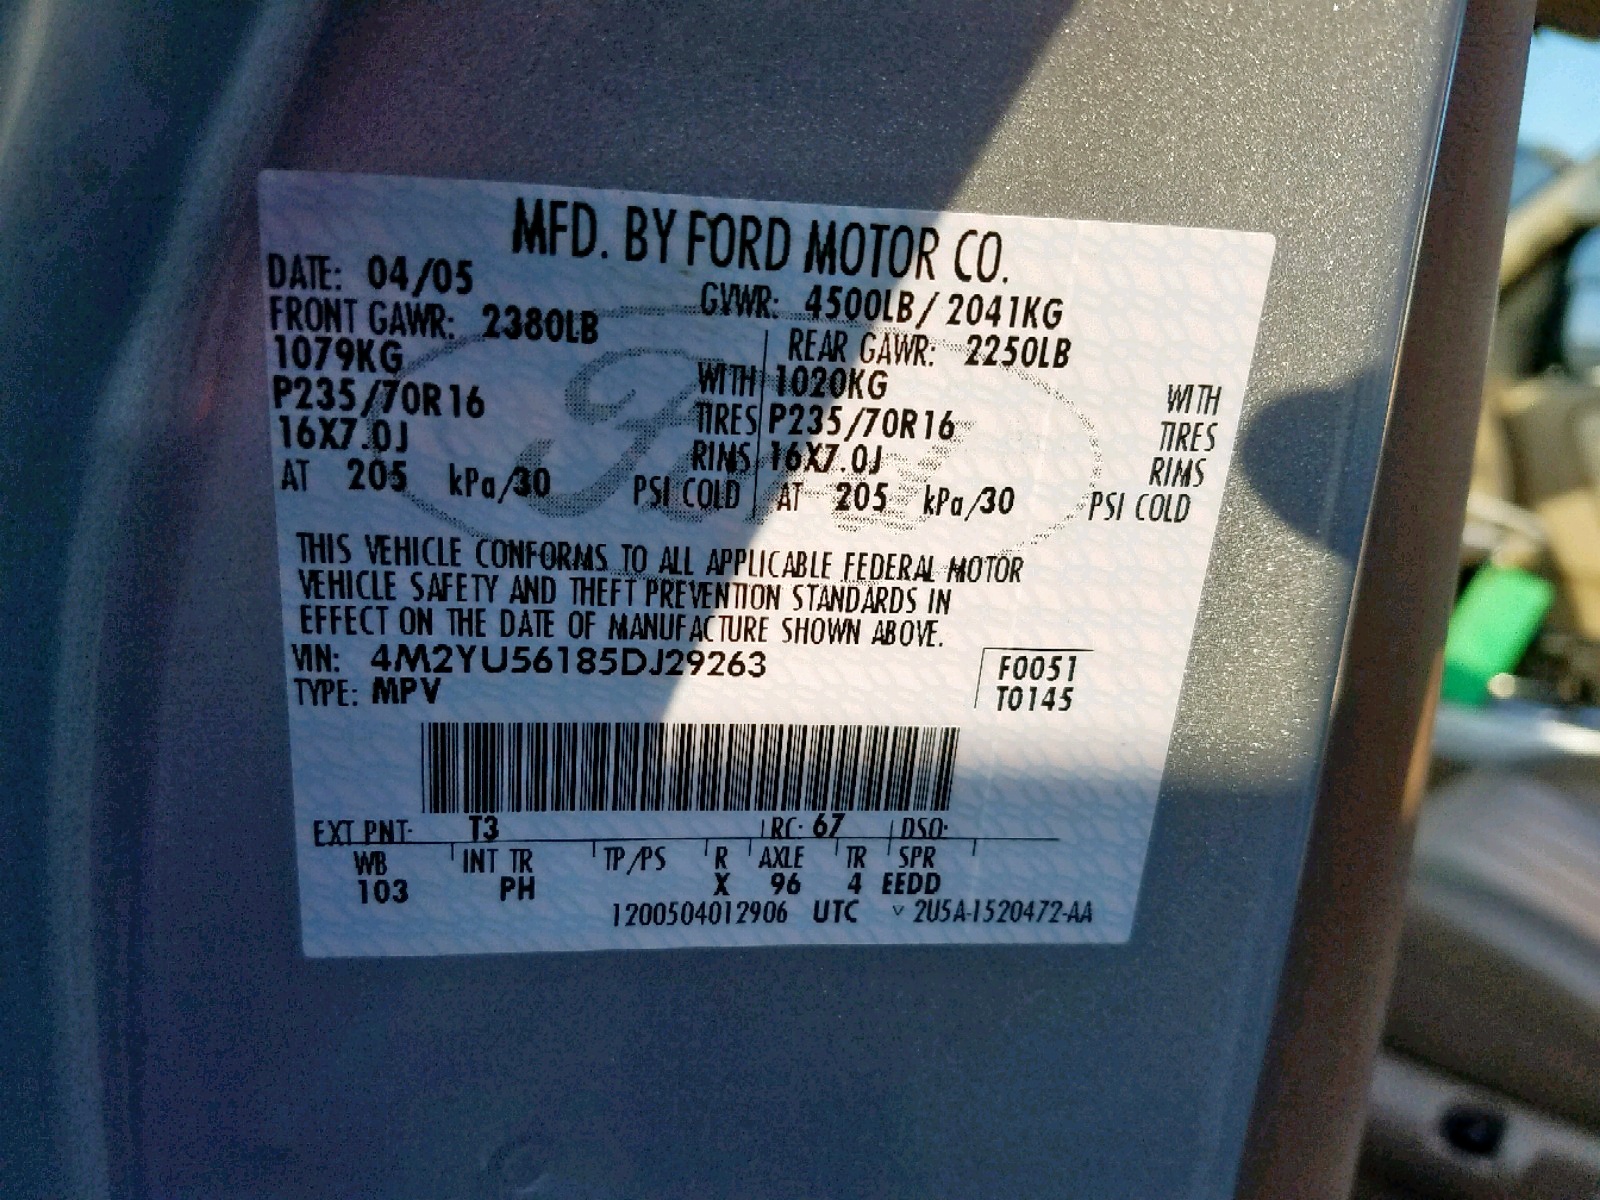 MFD. BY FORD MOTOR CO.
DATE: 04/05 GVWR: 4500LB/2041KG
FRONT GAWR: 2380LB REAR GAWR: 2250LB
1079KG WITH 1020KG WITH
P235/70R16 TIRES P235/70R16 TIRES
16X7.0J RIMS 16X7.0J RIMS
AT 205 kPa/30 PSI COLD AT 205 kPa/30 PSI COLD
THIS VEHICLE CONFORMS TO ALL APPLICABLE FEDERAL MOTOR
VEHICLE SAFETY AND THEFT PREVENTION STANDARDS IN
EFFECT ON THE DATE OF MANUFACTURE SHOWN ABOVE.
VIN: 4M2YU56185DJ29263 F0051
TYPE: MPV T0145
EXT PNT: T3 RC: 67 DSO:
WB INT TR TP/PS R AXLE TR SPR
103 PH X 96 4 EEDD
1200504012906 UTC ▽ 2U5A-1520472-AA
Ford